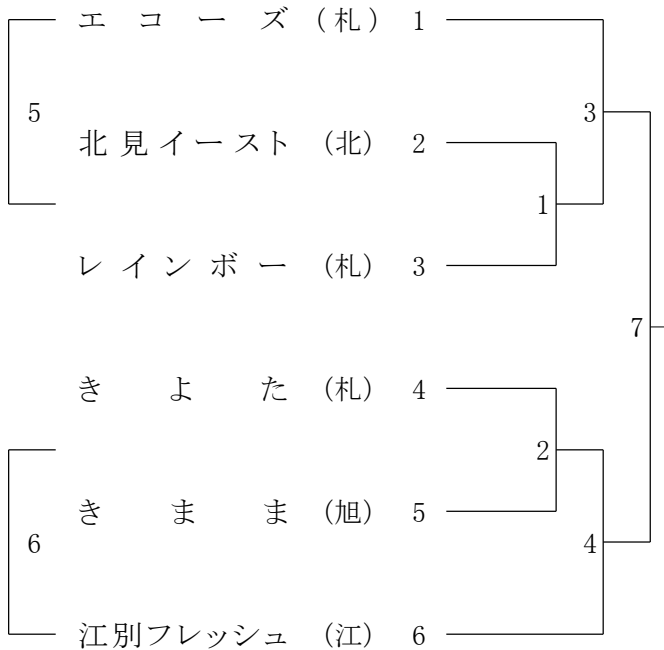 エコーズ (札) 1
5
3
北見イースト (北) 2
1
レインボー (札) 3
7
きよた (札) 4
2
きまま (旭) 5
6
4
江別フレッシュ (江) 6